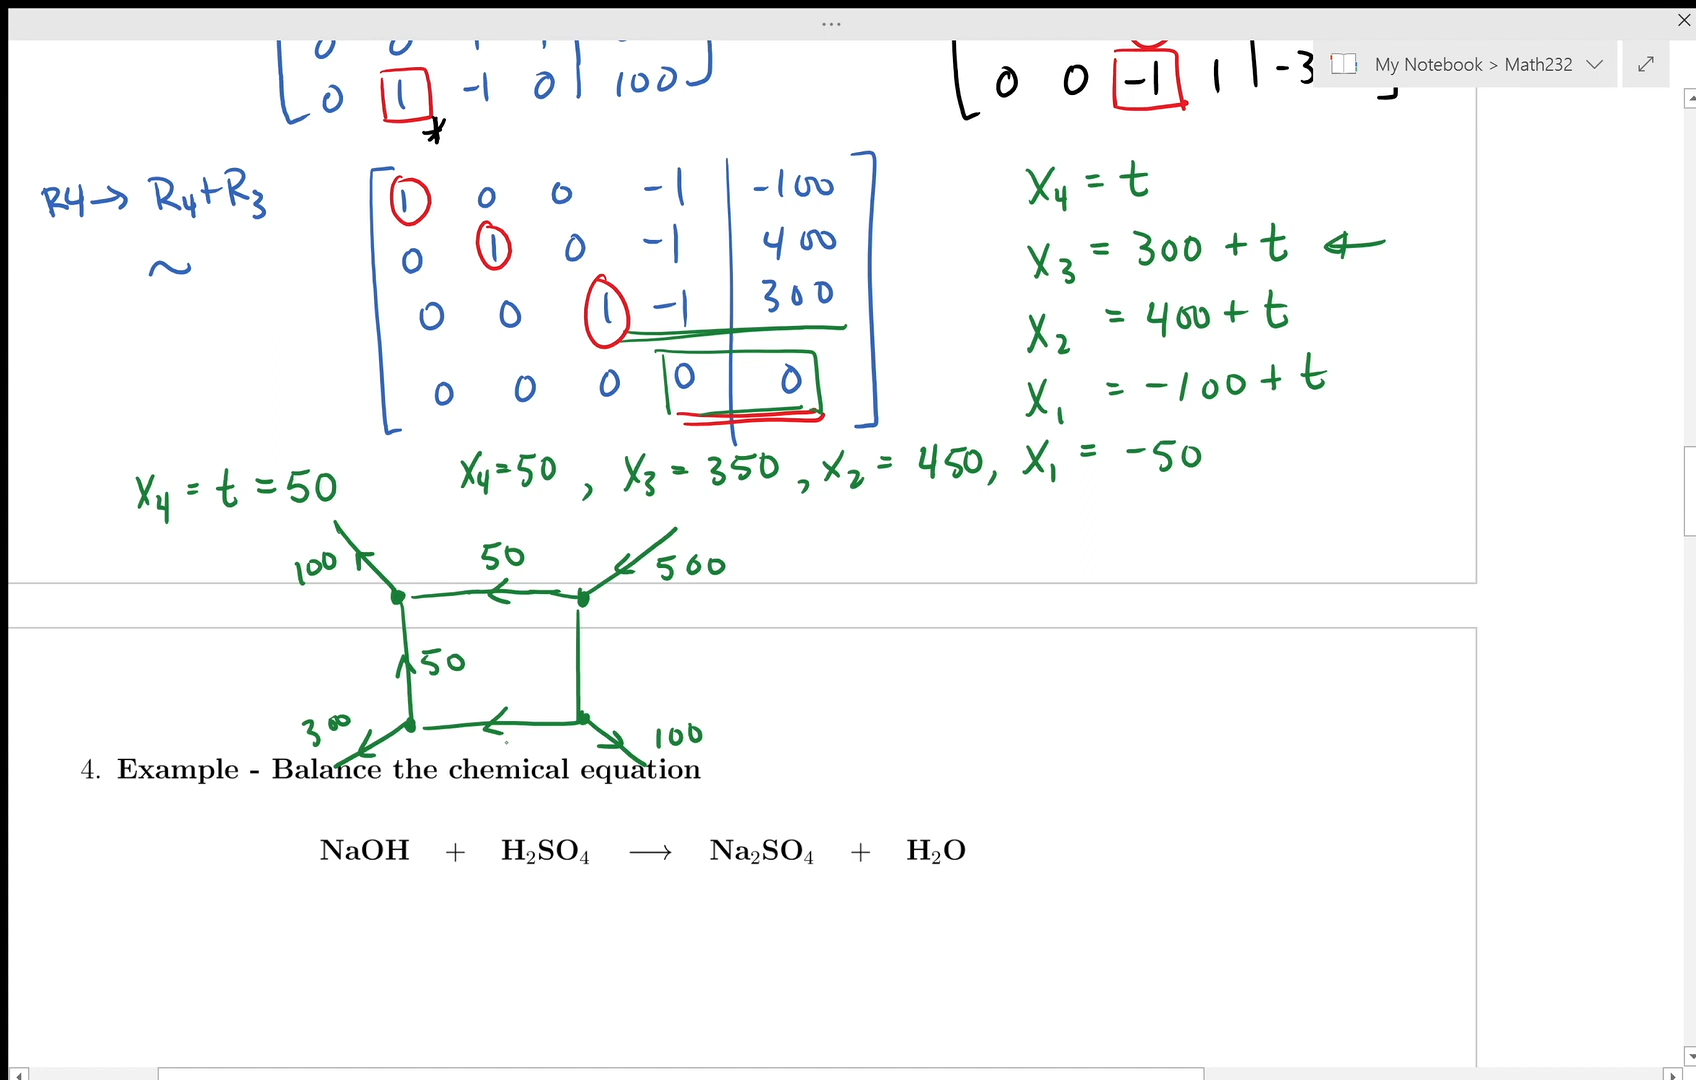 ...
My Notebook > Math232
0 1 -1 0 | 100
0 0 -1 1 | -3
*
R4→ R4+R3
~
1 0 0 -1 | -100
0 1 0 -1 | 400
0 0 1 -1 | 300
0 0 0 0 | 0
X4 = t
X3 = 300 + t ←
X2 = 400 + t
X1 = -100 + t
X4 = t = 50
X4=50 , X3 = 350 , X2 = 450, X1 = -50
100 50 500
50
300 100
4. Example - Balance the chemical equation
NaOH + H2SO4 ⟶ Na2SO4 + H2O